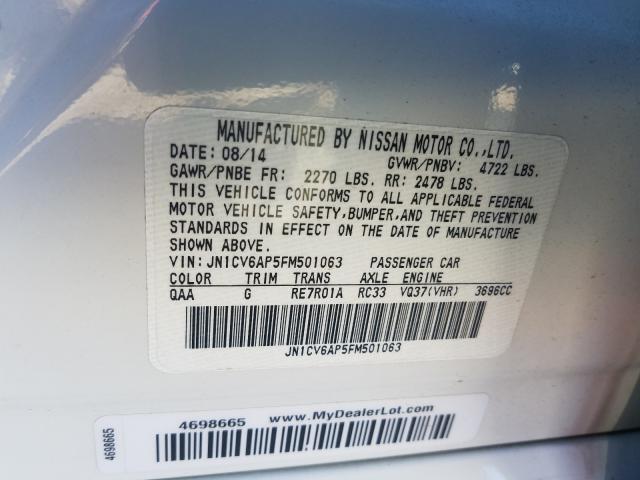 MANUFACTURED BY NISSAN MOTOR CO.,LTD.
DATE: 08/14 GVWR/PNBV: 4722 LBS.
GAWR/PNBE FR: 2270 LBS. RR: 2478 LBS.
THIS VEHICLE CONFORMS TO ALL APPLICABLE FEDERAL
MOTOR VEHICLE SAFETY,BUMPER,AND THEFT PREVENTION
STANDARDS IN EFFECT ON THE DATE OF MANUFACTURE
SHOWN ABOVE.
VIN: JN1CV6AP5FM501063 PASSENGER CAR
COLOR TRIM TRANS AXLE ENGINE
QAA G RE7R01A RC33 VQ37(VHR) 3696CC
JN1CV6AP5FM501063
4698665
4698665 www.MyDealerLot.com